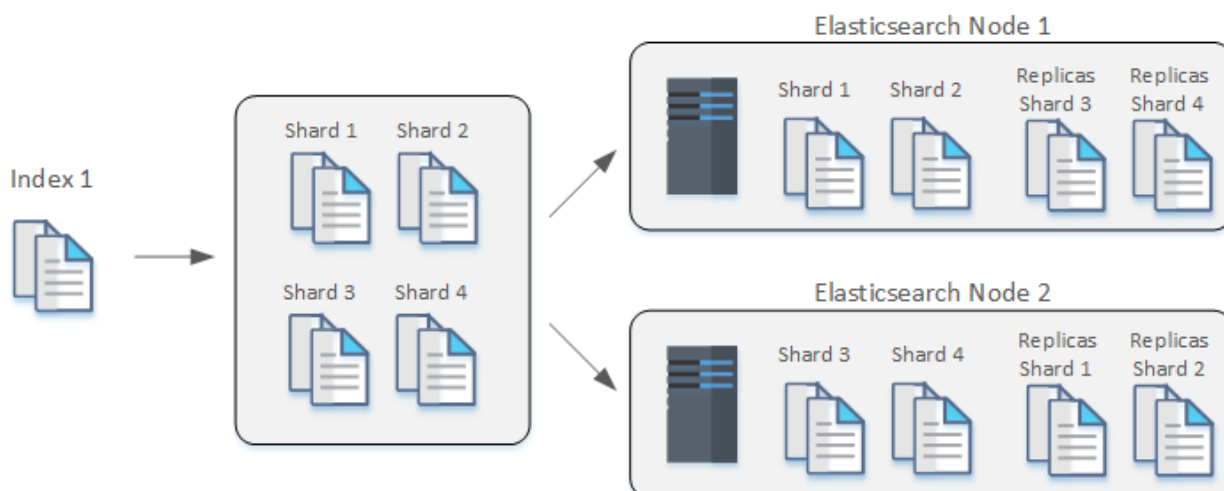 Index 1
Shard 1
Shard 2
Shard 3
Shard 4
Elasticsearch Node 1
Shard 1
Shard 2
Replicas
Shard 3
Replicas
Shard 4
Elasticsearch Node 2
Shard 3
Shard 4
Replicas
Shard 1
Replicas
Shard 2